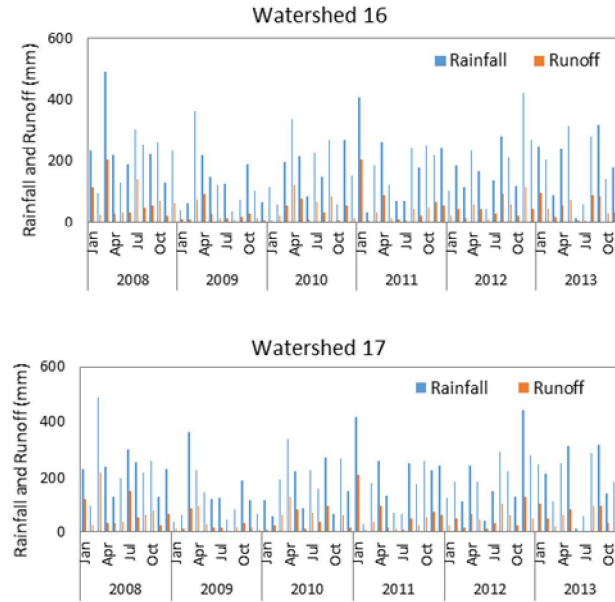 Watershed 16
Rainfall and Runoff (mm)
600
400
200
0
Rainfall Runoff
Jan Apr Jul Oct Jan Apr Jul Oct Jan Apr Jul Oct Jan Apr Jul Oct Jan Apr Jul Oct Jan Apr Jul Oct
2008 2009 2010 2011 2012 2013
Watershed 17
Rainfall and Runoff (mm)
600
400
200
0
Rainfall Runoff
Jan Apr Jul Oct Jan Apr Jul Oct Jan Apr Jul Oct Jan Apr Jul Oct Jan Apr Jul Oct Jan Apr Jul Oct
2008 2009 2010 2011 2012 2013